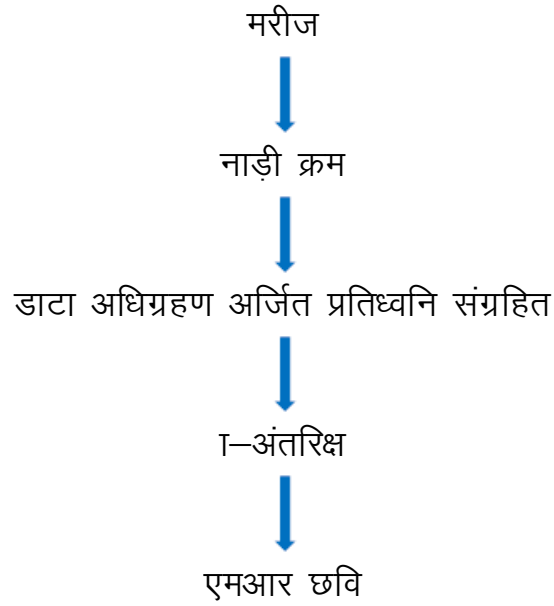 मरीज
नाड़ी क्रम
डाटा अधिग्रहण अर्जित प्रतिध्वनि संग्रहित
ा–अंतरिक्ष
एमआर छवि